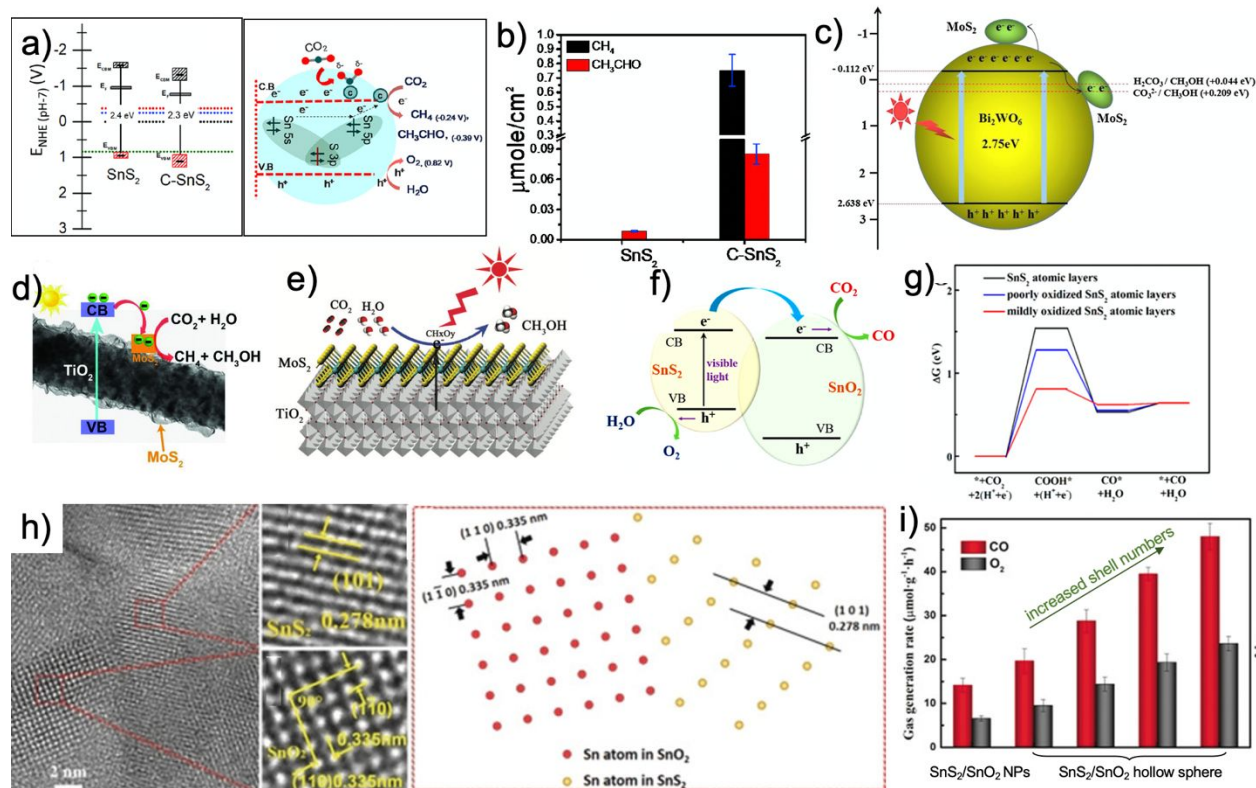 a)
E_NHE (pH-7) (V)
-2
-1
0
1
2
3
E_CBM
E_f
2.4 eV
E_VBM
SnS₂
E_CBM
E_f
2.3 eV
E_VBM
C-SnS₂
CO₂
δ-
δ-
C.B
e⁻ e⁻ e⁻
c
c
CO₂
e⁻
CH₄ (-0.24 V),
CH₃CHO, (-0.39 V)
e⁻ e⁻
Sn 5s
Sn 5p
S 3p
O₂, (0.82 V)
V.B
h⁺ h⁺ h⁺
h⁺
H₂O
b)
μmole/cm²
CH₄
CH₃CHO
0.9
0.8
0.7
0.6
0.5
0.4
0.3
0.12
0.09
0.06
0.03
0.00
SnS₂
C-SnS₂
c)
MoS₂
e⁻ e⁻
-1
0
1
2
3
- 0.112 eV
e⁻ e⁻ e⁻ e⁻ e⁻ e⁻
e⁻ e⁻
H₂CO₃ / CH₃OH (+0.044 eV)
CO₃²⁻ / CH₃OH (+0.209 eV)
MoS₂
Bi₂WO₆
2.75eV
2.638 eV
h⁺ h⁺ h⁺ h⁺ h⁺
d)
CB
MoS₂
CO₂+ H₂O
CH₄+ CH₃OH
TiO₂
VB
MoS₂
e)
CO₂
H₂O
CHxOy
e⁻
CH₃OH
MoS₂
TiO₂
f)
CO₂
CO
e⁻
e⁻
CB
CB
SnS₂
visible
light
SnO₂
VB
h⁺
H₂O
O₂
VB
h⁺
g)
ΔG (eV)
2
1
0
SnS₂ atomic layers
poorly oxidized SnS₂ atomic layers
mildly oxidized SnS₂ atomic layers
*+CO₂
+2(H⁺+e⁻)
COOH*
+(H⁺+e⁻)
CO*
+H₂O
*+CO
+H₂O
h)
2 nm
(101)
SnS₂ 0.278nm
90°
(1̄10)
SnO₂
0.335nm
(110)0.335nm
(1 1 0) 0.335 nm
(1 1̄ 0) 0.335 nm
(1 0 1)
0.278 nm
Sn atom in SnO₂
Sn atom in SnS₂
i)
Gas generation rate (μmol·g⁻¹·h⁻¹)
50
40
30
20
10
0
CO
O₂
increased shell numbers
SnS₂/SnO₂ NPs
SnS₂/SnO₂ hollow sphere